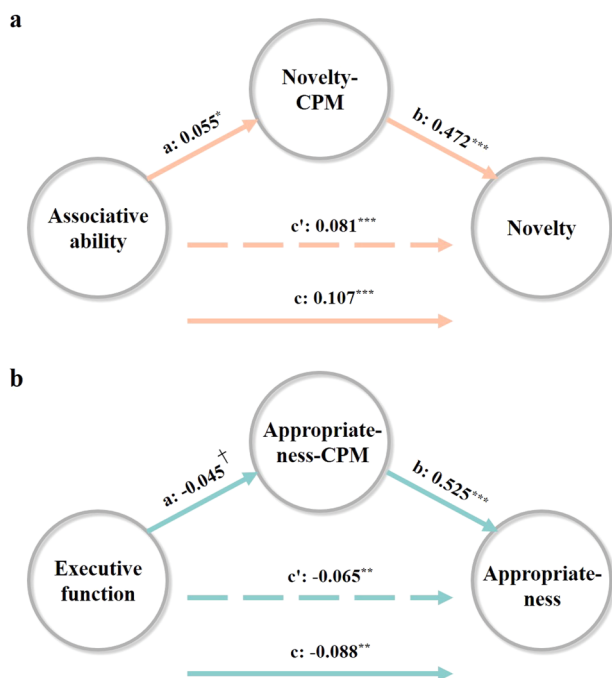 a
Novelty-
CPM
a: 0.055*
b: 0.472***
Associative
ability
c': 0.081***
Novelty
c: 0.107***
b
Appropriate-
ness-CPM
a: -0.045†
b: 0.525***
Executive
function
c': -0.065**
Appropriate-
ness
c: -0.088**